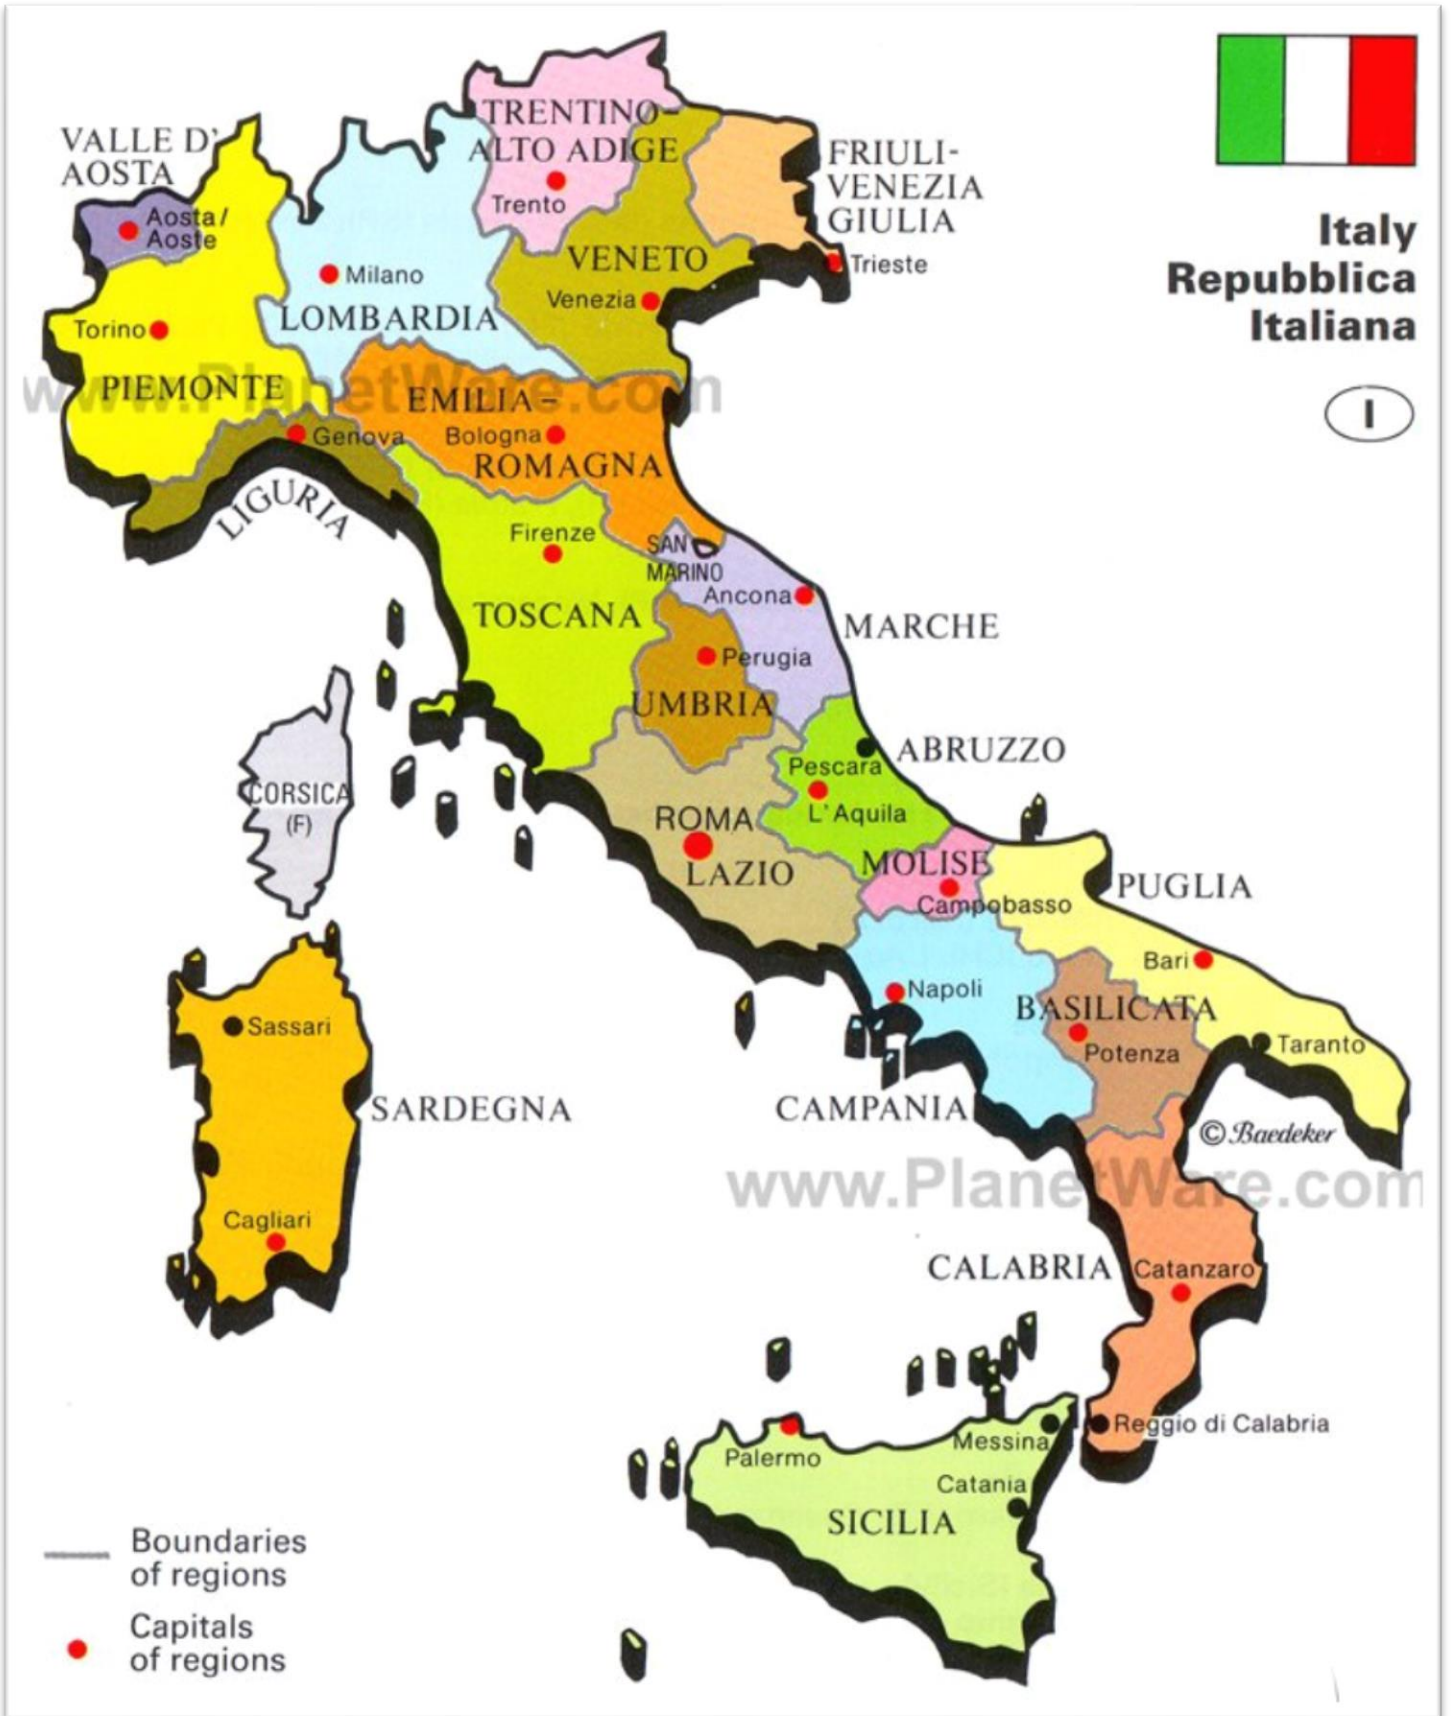 Italy
Repubblica
Italiana
I
VALLE D'
AOSTA
Aosta/
Aoste
TRENTINO-
ALTO ADIGE
Trento
FRIULI-
VENEZIA
GIULIA
Trieste
VENETO
Venezia
Milano
LOMBARDIA
Torino
PIEMONTE
www.PlanetWare.com
EMILIA-
Bologna
ROMAGNA
Genova
LIGURIA
Firenze
TOSCANA
SAN
MARINO
Ancona
MARCHE
Perugia
UMBRIA
ABRUZZO
Pescara
L'Aquila
CORSICA
(F)
ROMA
LAZIO
MOLISE
Campobasso
PUGLIA
Bari
Napoli
BASILICATA
Potenza
Taranto
CAMPANIA
Sassari
SARDEGNA
Cagliari
© Baedeker
www.PlanetWare.com
CALABRIA
Catanzaro
Reggio di Calabria
Messina
Palermo
Catania
SICILIA
Boundaries
of regions
Capitals
of regions